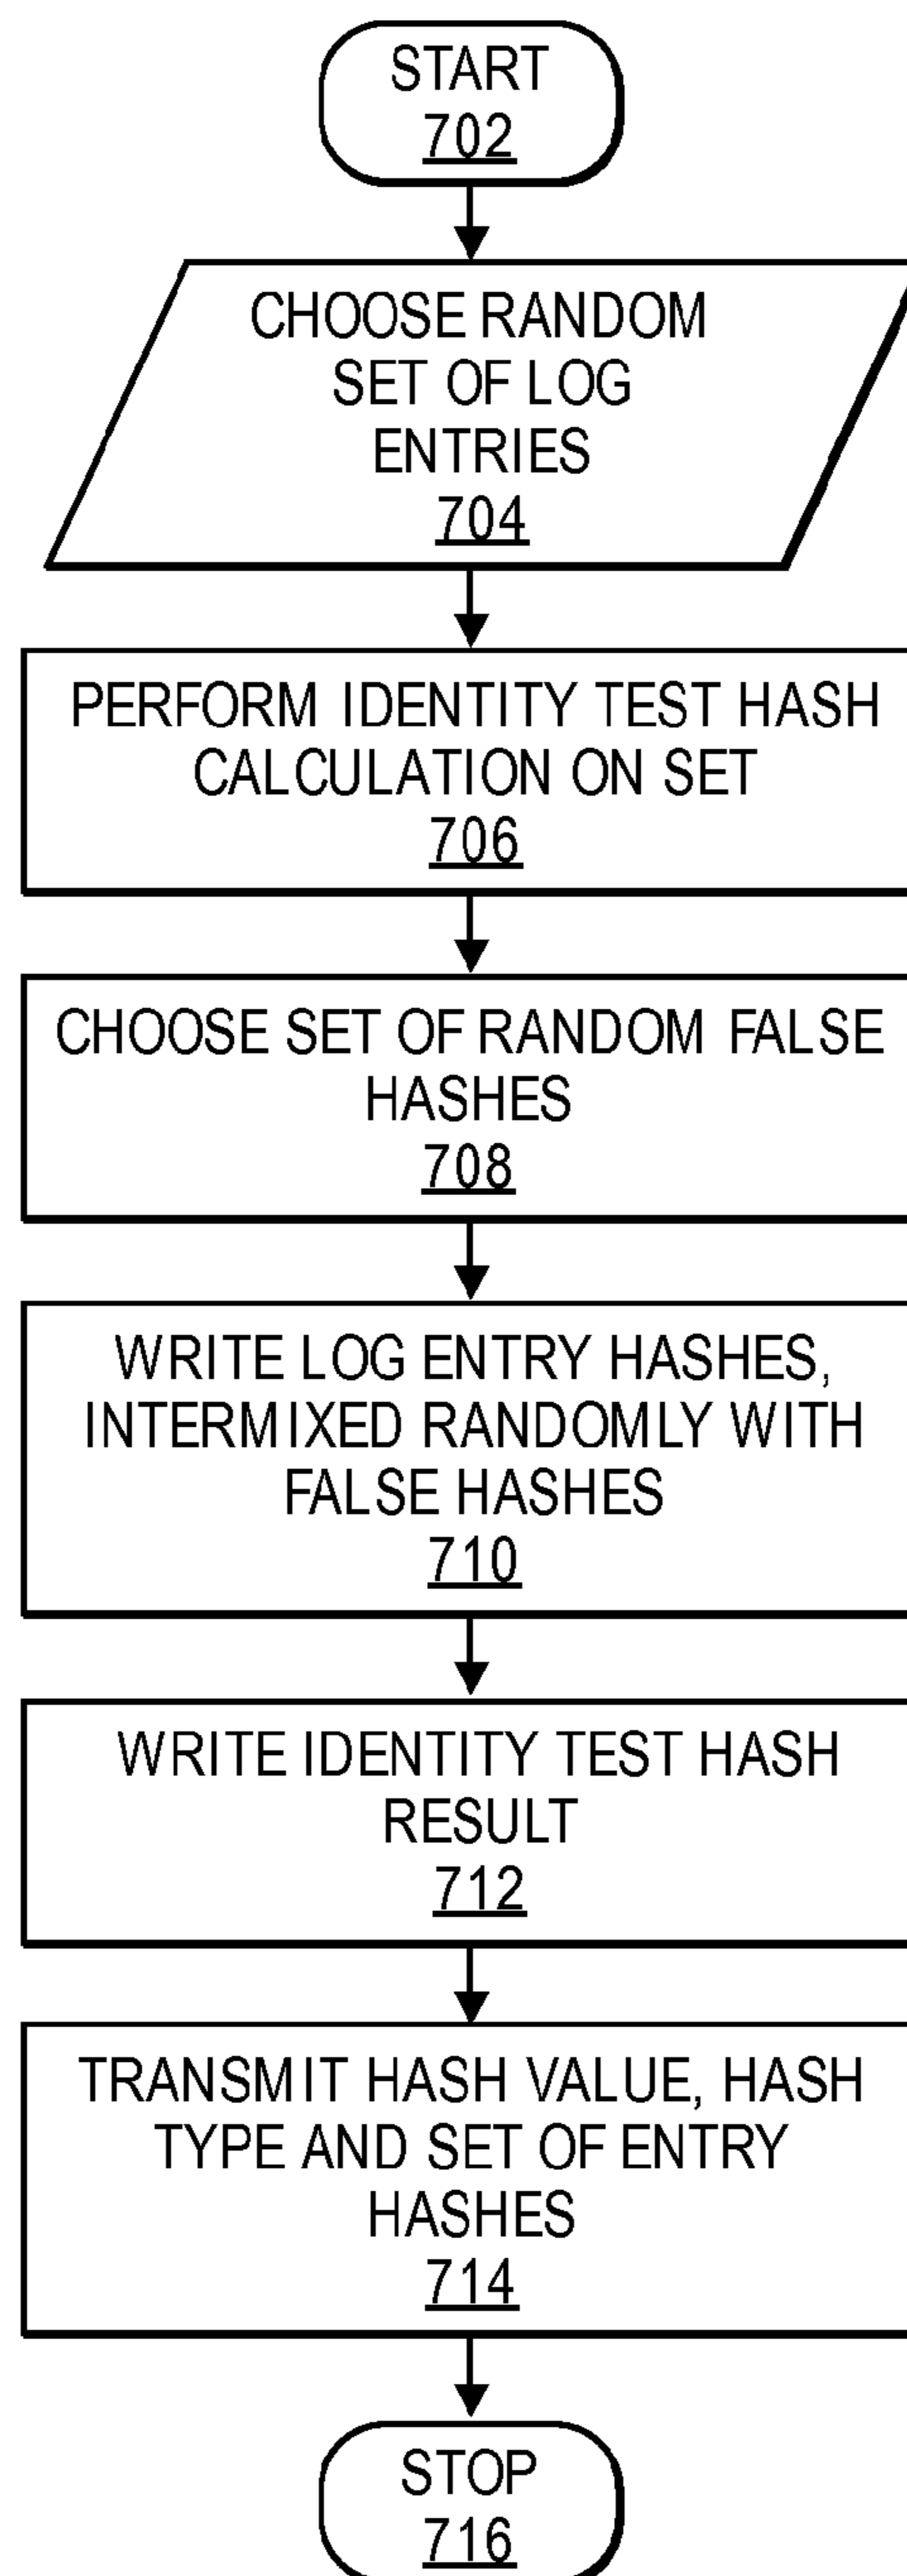 START
702
CHOOSE RANDOM
SET OF LOG
ENTRIES
704
PERFORM IDENTITY TEST HASH
CALCULATION ON SET
706
CHOOSE SET OF RANDOM FALSE
HASHES
708
WRITE LOG ENTRY HASHES,
INTERMIXED RANDOMLY WITH
FALSE HASHES
710
WRITE IDENTITY TEST HASH
RESULT
712
TRANSMIT HASH VALUE, HASH
TYPE AND SET OF ENTRY
HASHES
714
STOP
716